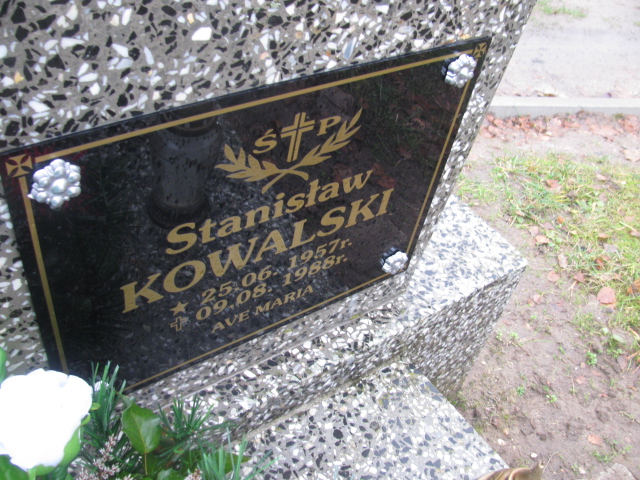 Ś P
Stanisław
KOWALSKI
25.06.1957r.
09.08.1988r.
AVE MARIA